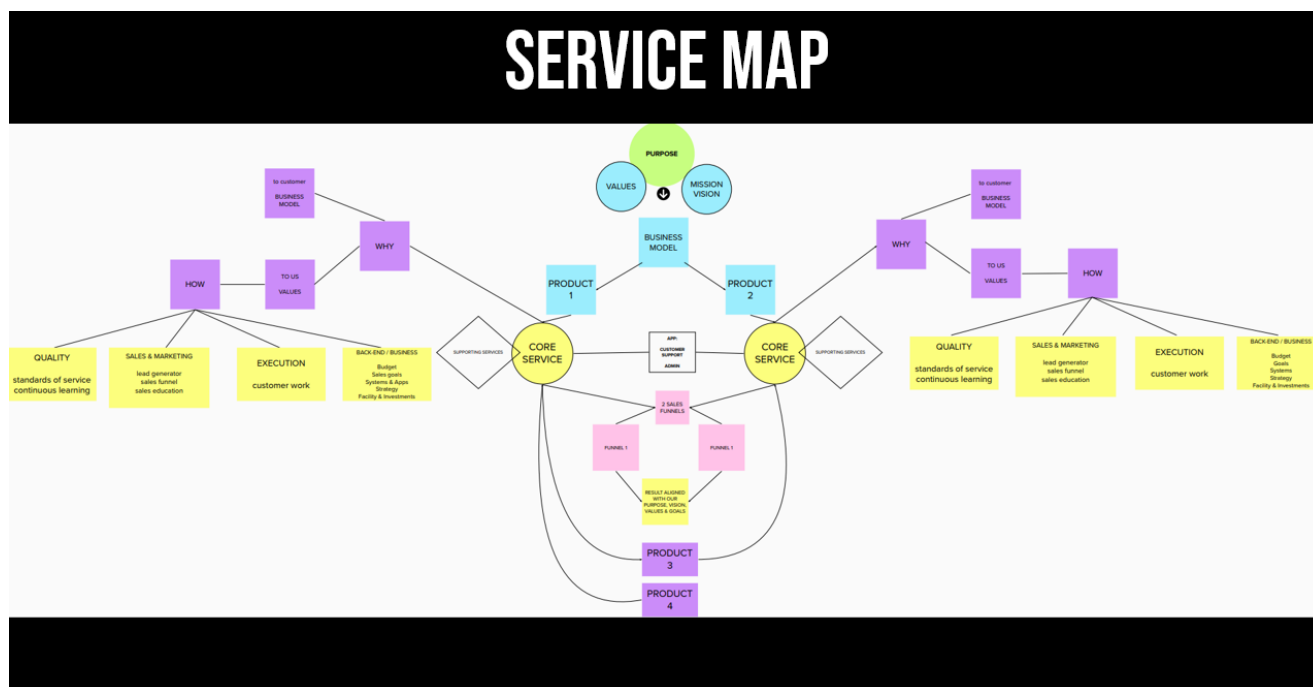 SERVICE MAP
PURPOSE
VALUES
MISSION
VISION
BUSINESS
MODEL
PRODUCT
1
PRODUCT
2
to customer
BUSINESS
MODEL
WHY
TO US
VALUES
HOW
QUALITY
standards of service
continuous learning
SALES & MARKETING
lead generator
sales funnel
sales education
EXECUTION
customer work
BACK-END / BUSINESS
Budget
Sales goals
Systems & Apps
Strategy
Facility & Investments
SUPPORTING SERVICES
CORE
SERVICE
APP:
CUSTOMER
SUPPORT
ADMIN
CORE
SERVICE
SUPPORTING SERVICES
to customer
BUSINESS
MODEL
WHY
TO US
VALUES
HOW
QUALITY
standards of service
continuous learning
SALES & MARKETING
lead generator
sales funnel
sales education
EXECUTION
customer work
BACK-END / BUSINESS
Budget
Goals
Systems
Strategy
Facility & Investments
2 SALES
FUNNELS
FUNNEL 1
FUNNEL 1
RESULT ALIGNED
WITH OUR
PURPOSE, VISION,
VALUES & GOALS
PRODUCT
3
PRODUCT
4